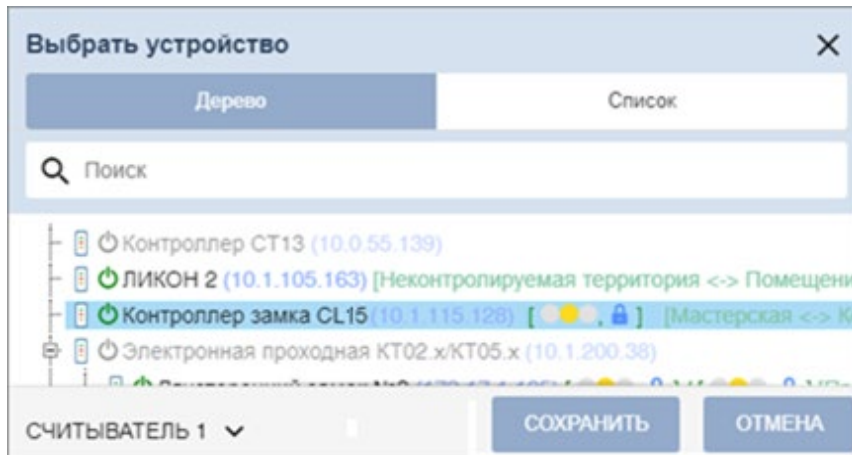 Выбрать устройство
Дерево Список
Поиск
Контроллер CT13 (10.0.55.139)
ЛИКОН 2 (10.1.105.163) [Неконтролируемая территория <-> Помещени
Контроллер замка CL15 (10.1.115.128) [ , ] [Мастерская <-> К
Электронная проходная КТ02.x/КТ05.x (10.1.200.38)
СЧИТЫВАТЕЛЬ 1 СОХРАНИТЬ ОТМЕНА